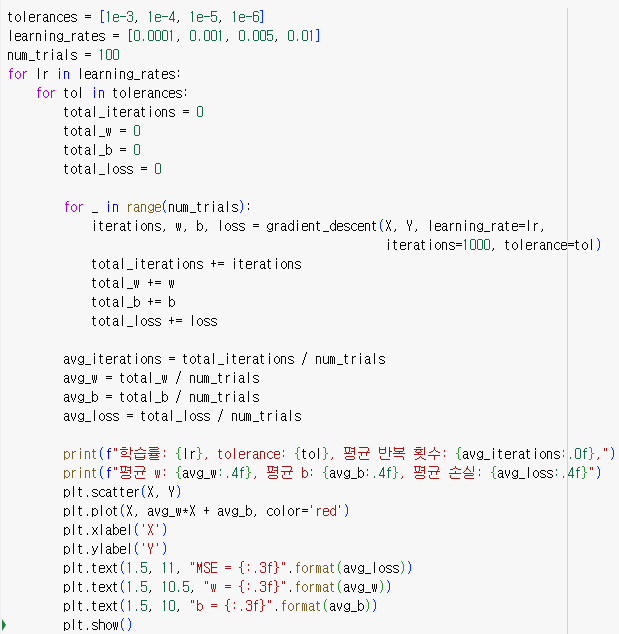 tolerances = [1e-3, 1e-4, 1e-5, 1e-6]
learning_rates = [0.0001, 0.001, 0.005, 0.01]
num_trials = 100
for lr in learning_rates:
    for tol in tolerances:
        total_iterations = 0
        total_w = 0
        total_b = 0
        total_loss = 0

        for _ in range(num_trials):
            iterations, w, b, loss = gradient_descent(X, Y, learning_rate=lr,
                                                      iterations=1000, tolerance=tol)
            total_iterations += iterations
            total_w += w
            total_b += b
            total_loss += loss

        avg_iterations = total_iterations / num_trials
        avg_w = total_w / num_trials
        avg_b = total_b / num_trials
        avg_loss = total_loss / num_trials

        print(f"학습률: {lr}, tolerance: {tol}, 평균 반복 횟수: {avg_iterations:.0f},")
        print(f"평균 w: {avg_w:.4f}, 평균 b: {avg_b:.4f}, 평균 손실: {avg_loss:.4f}")
        plt.scatter(X, Y)
        plt.plot(X, avg_w*X + avg_b, color='red')
        plt.xlabel('X')
        plt.ylabel('Y')
        plt.text(1.5, 11, "MSE = {:.3f}".format(avg_loss))
        plt.text(1.5, 10.5, "w = {:.3f}".format(avg_w))
        plt.text(1.5, 10, "b = {:.3f}".format(avg_b))
        plt.show()